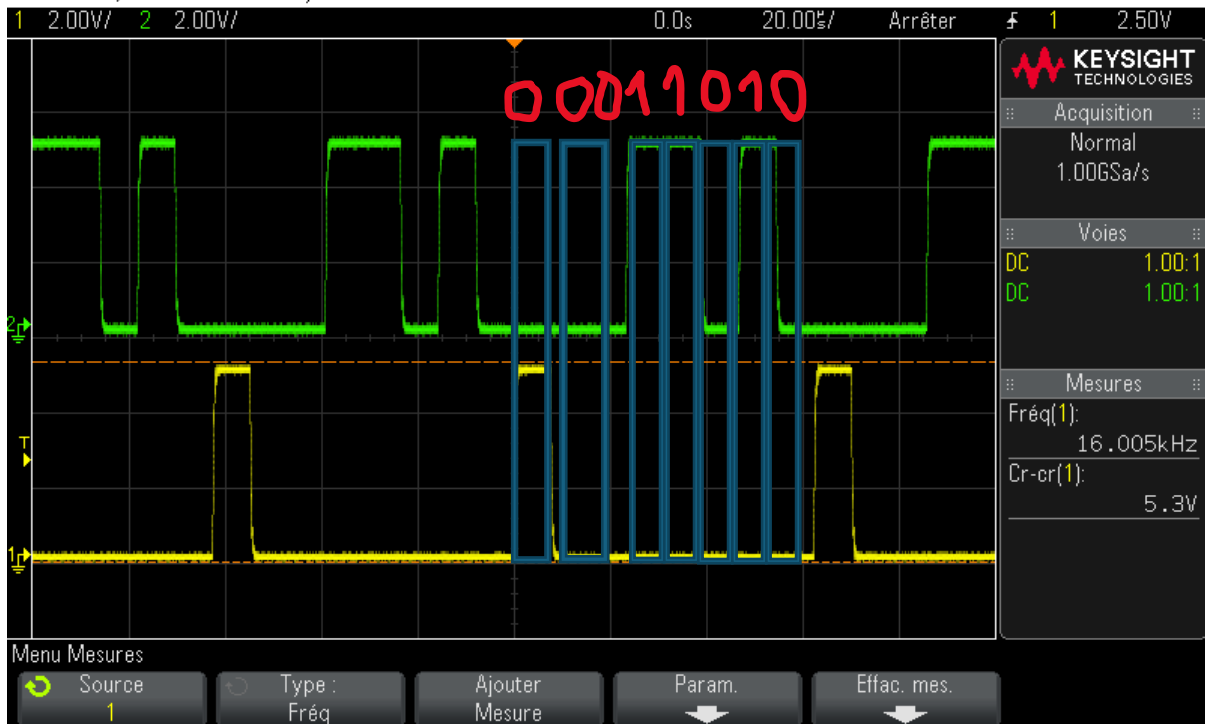 1 2.00V/ 2 2.00V/ 0.0s 20.00µs/ Arrêter 1 2.50V
00011010
KEYSIGHT
TECHNOLOGIES
Acquisition
Normal
1.00GSa/s
Voies
DC 1.00:1
DC 1.00:1
Mesures
Fréq(1):
16.005kHz
Cr-cr(1):
5.3V
2
T
1
Menu Mesures
Source
1
Type :
Fréq
Ajouter
Mesure
Param.
Effac. mes.